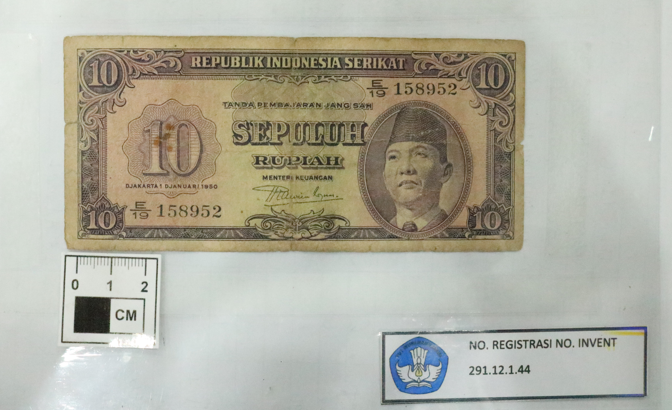 REPUBLIK INDONESIA SERIKAT
10
10
E/19 158952
TANDA PEMBAJARAN JANG SAH
SEPULUH
10
RUPIAH
MENTERI KEUANGAN
DJAKARTA 1 DJANUARI 1950
E/19 158952
10
10
0 1 2
CM
NO. REGISTRASI NO. INVENT
291.12.1.44